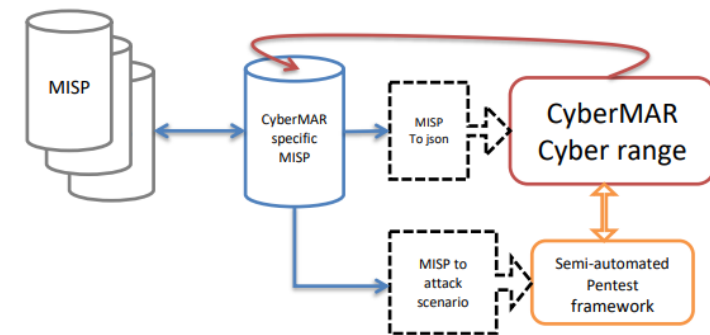 MISP
CyberMAR
specific
MISP
MISP
To json
CyberMAR
Cyber range
MISP to
attack
scenario
Semi-automated
Pentest
framework